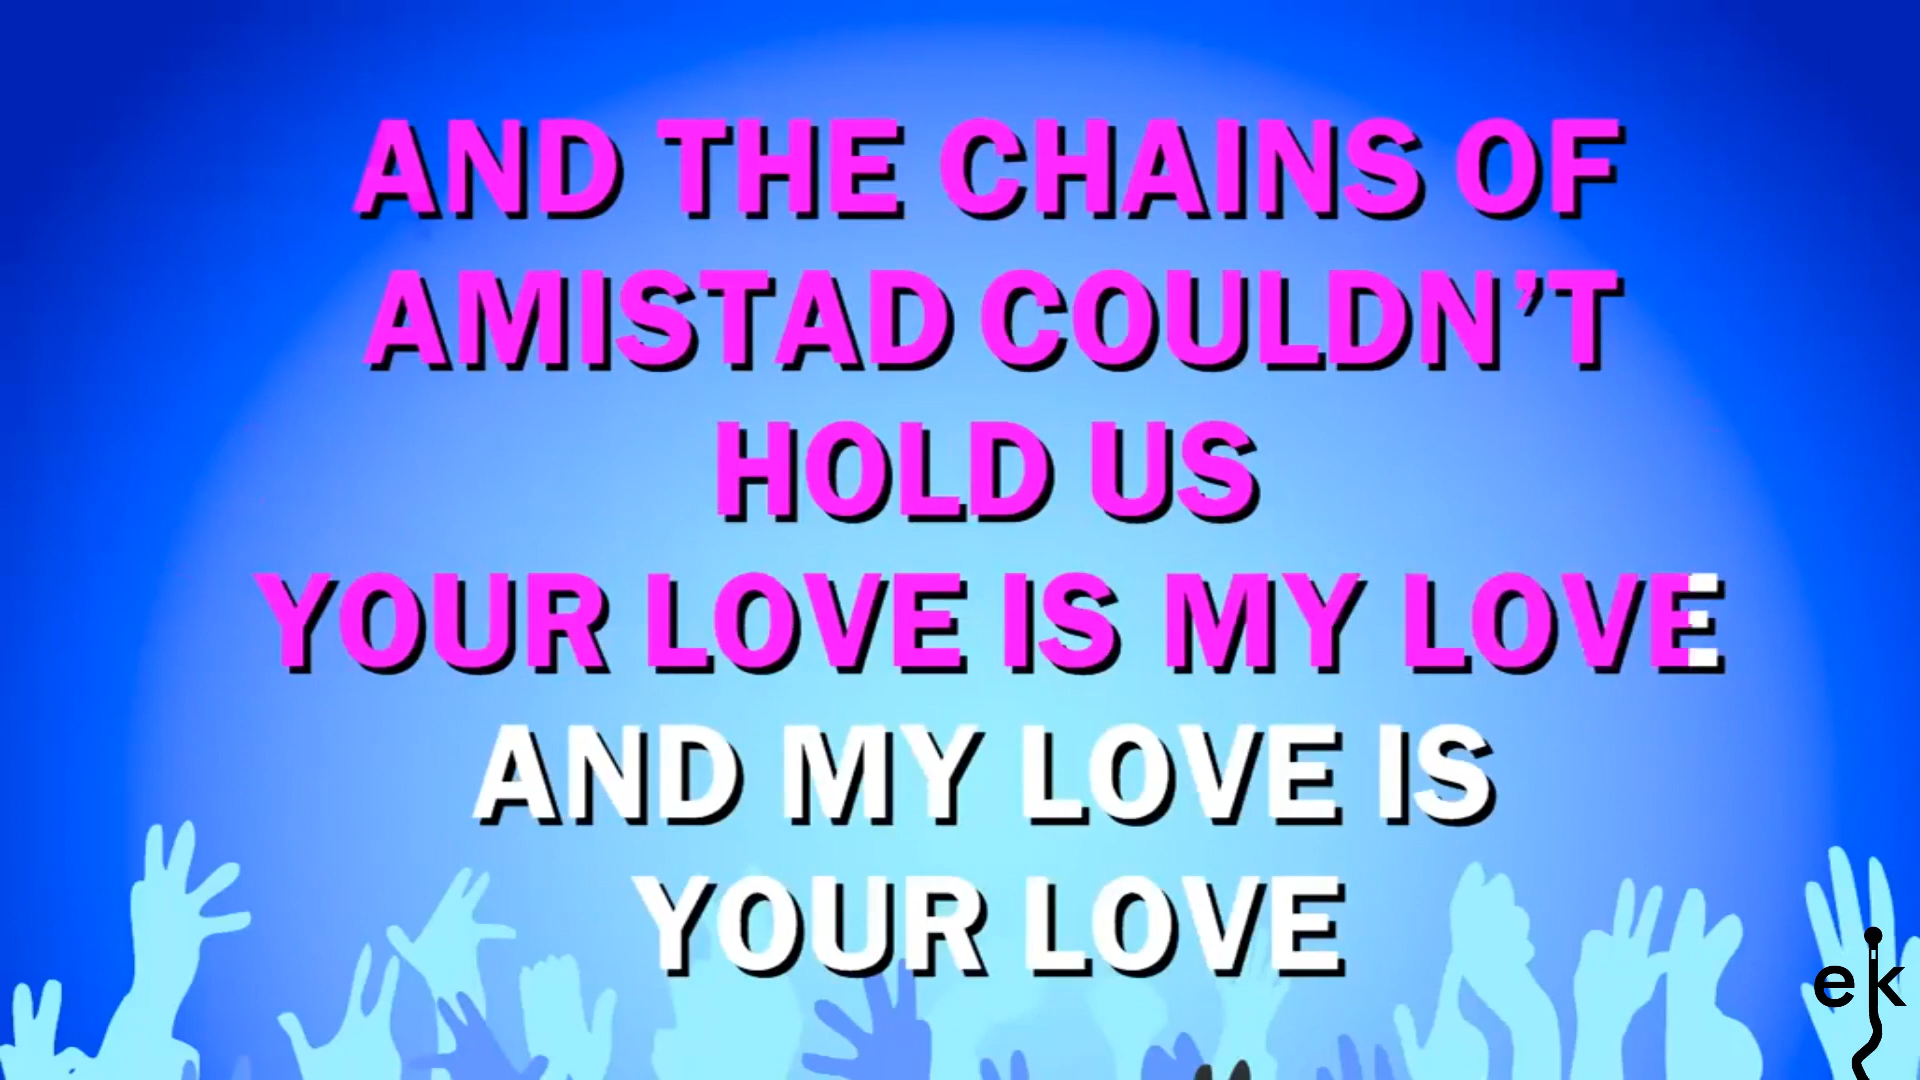 AND THE CHAINS OF
AMISTAD COULDN'T
HOLD US
YOUR LOVE IS MY LOVE
AND MY LOVE IS
YOUR LOVE
ek